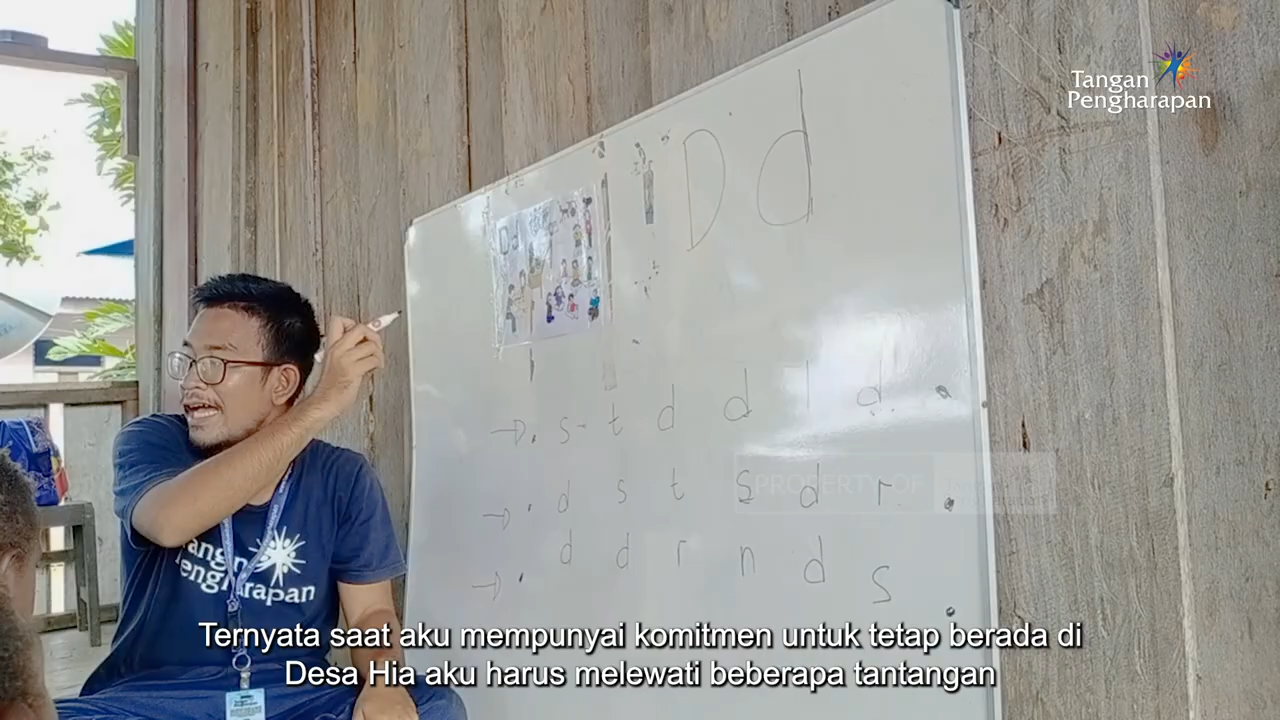 Tangan
Pengharapan
D d
Dd
s t d d l d
PROPERTY OF
d s t s d r
d d r n d s
Tangan
Pengharapan
Ternyata saat aku mempunyai komitmen untuk tetap berada di
Desa Hia aku harus melewati beberapa tantangan